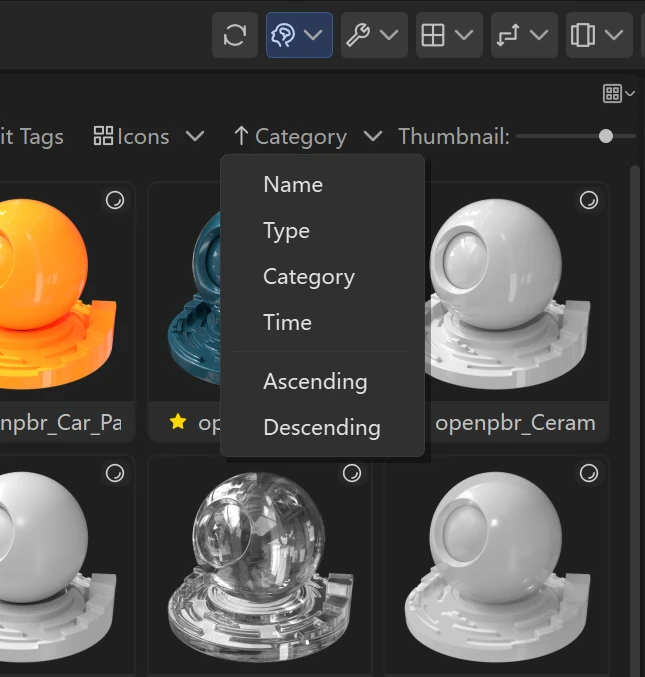 it Tags Icons Category Thumbnail:
Name
Type
Category
Time
Ascending
Descending
npbr_Car_Pa op openpbr_Ceram